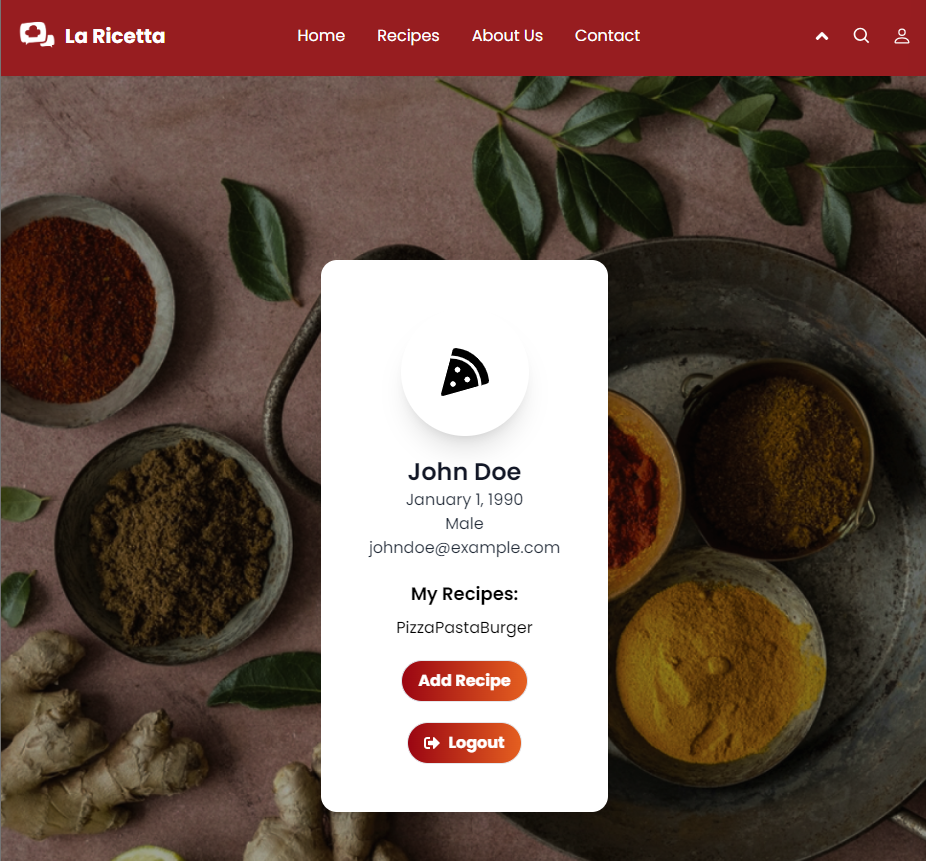 La Ricetta
Home Recipes About Us Contact
John Doe
January 1, 1990
Male
johndoe@example.com
My Recipes:
PizzaPastaBurger
Add Recipe
Logout